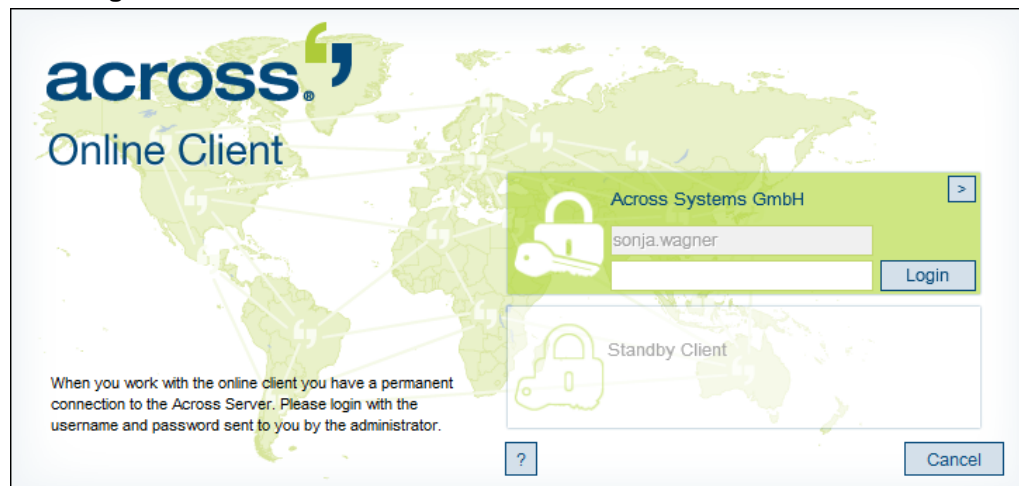 across®
Online Client
Across Systems GmbH
>
sonja.wagner
Login
Standby Client
When you work with the online client you have a permanent
connection to the Across Server. Please login with the
username and password sent to you by the administrator.
?
Cancel